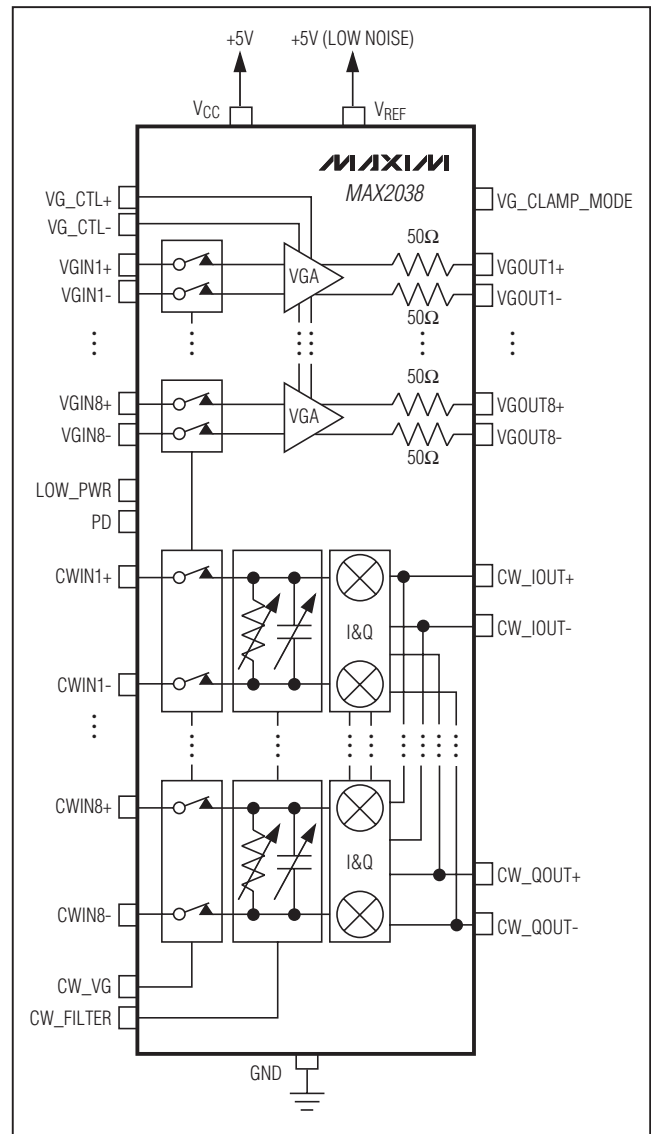 +5V
+5V (LOW NOISE)
VCC
VREF
MAXIM
MAX2038
VG_CTL+
VG_CLAMP_MODE
VG_CTL-
50Ω
VGIN1+
VGA
VGOUT1+
VGIN1-
VGOUT1-
50Ω
50Ω
VGIN8+
VGA
VGOUT8+
VGIN8-
VGOUT8-
50Ω
LOW_PWR
PD
CWIN1+
CW_IOUT+
I&Q
CW_IOUT-
CWIN1-
CWIN8+
I&Q
CW_QOUT+
CWIN8-
CW_QOUT-
CW_VG
CW_FILTER
GND